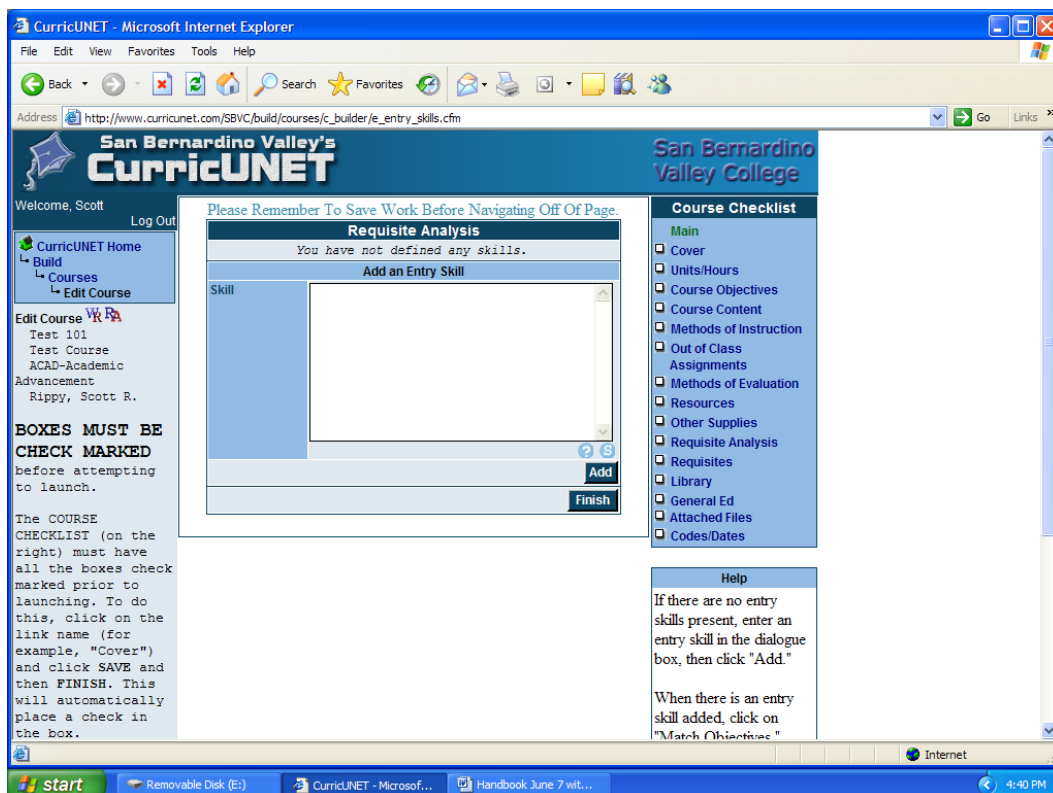 CurricUNET - Microsoft Internet Explorer
File Edit View Favorites Tools Help
Back Search Favorites
Address http://www.curricunet.com/SBVC/build/courses/c_builder/e_entry_skills.cfm Go Links »
San Bernardino Valley's
CurricUNET
San Bernardino
Valley College
Welcome, Scott
Log Out
CurricUNET Home
Build
Courses
Edit Course
Edit Course WR RA
Test 101
Test Course
ACAD-Academic
Advancement
Rippy, Scott R.
BOXES MUST BE
CHECK MARKED
before attempting
to launch.
The COURSE
CHECKLIST (on the
right) must have
all the boxes check
marked prior to
launching. To do
this, click on the
link name (for
example, "Cover")
and click SAVE and
then FINISH. This
will automatically
place a check in
the box.
Please Remember To Save Work Before Navigating Off Of Page.
Requisite Analysis
You have not defined any skills.
Add an Entry Skill
Skill
? S
Add
Finish
Course Checklist
Main
Cover
Units/Hours
Course Objectives
Course Content
Methods of Instruction
Out of Class
Assignments
Methods of Evaluation
Resources
Other Supplies
Requisite Analysis
Requisites
Library
General Ed
Attached Files
Codes/Dates
Help
If there are no entry
skills present, enter an
entry skill in the dialogue
box, then click "Add."
When there is an entry
skill added, click on
"Match Objectives."
Internet
start Removable Disk (E:) CurricUNET - Microsof... Handbook June 7 wit... 4:40 PM